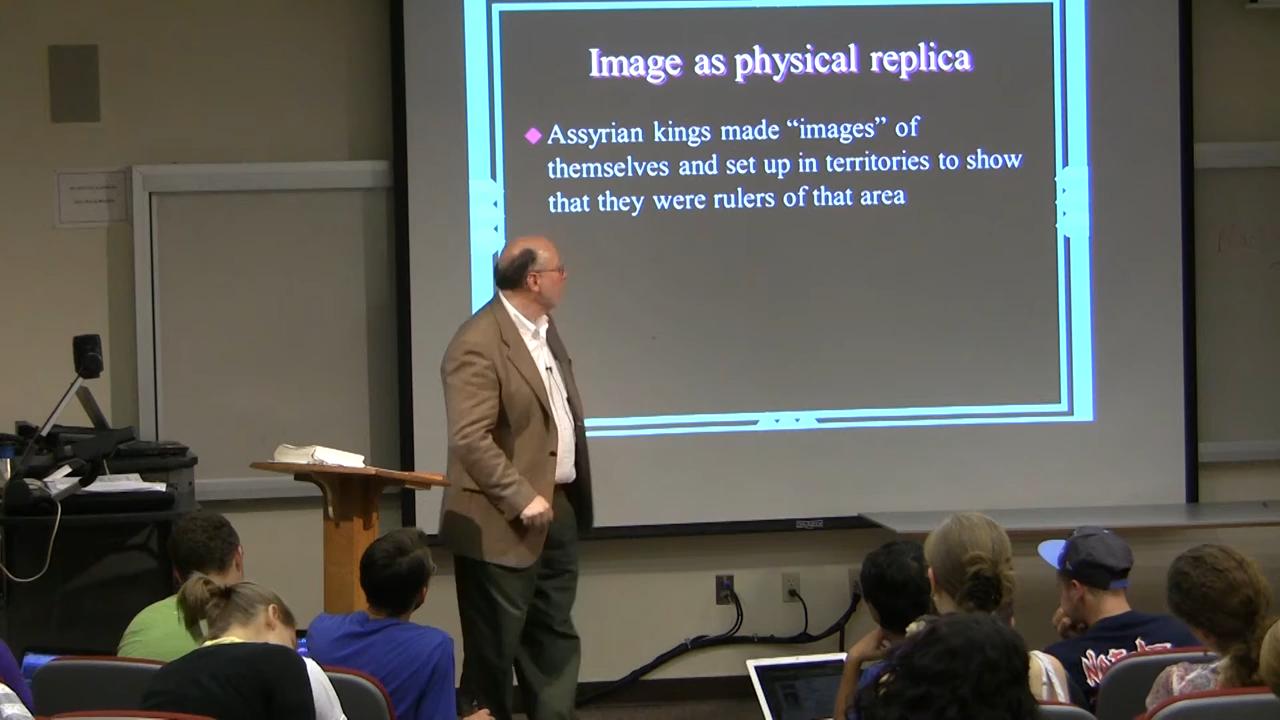 Image as physical replica
Assyrian kings made “images” of
themselves and set up in territories to show
that they were rulers of that area